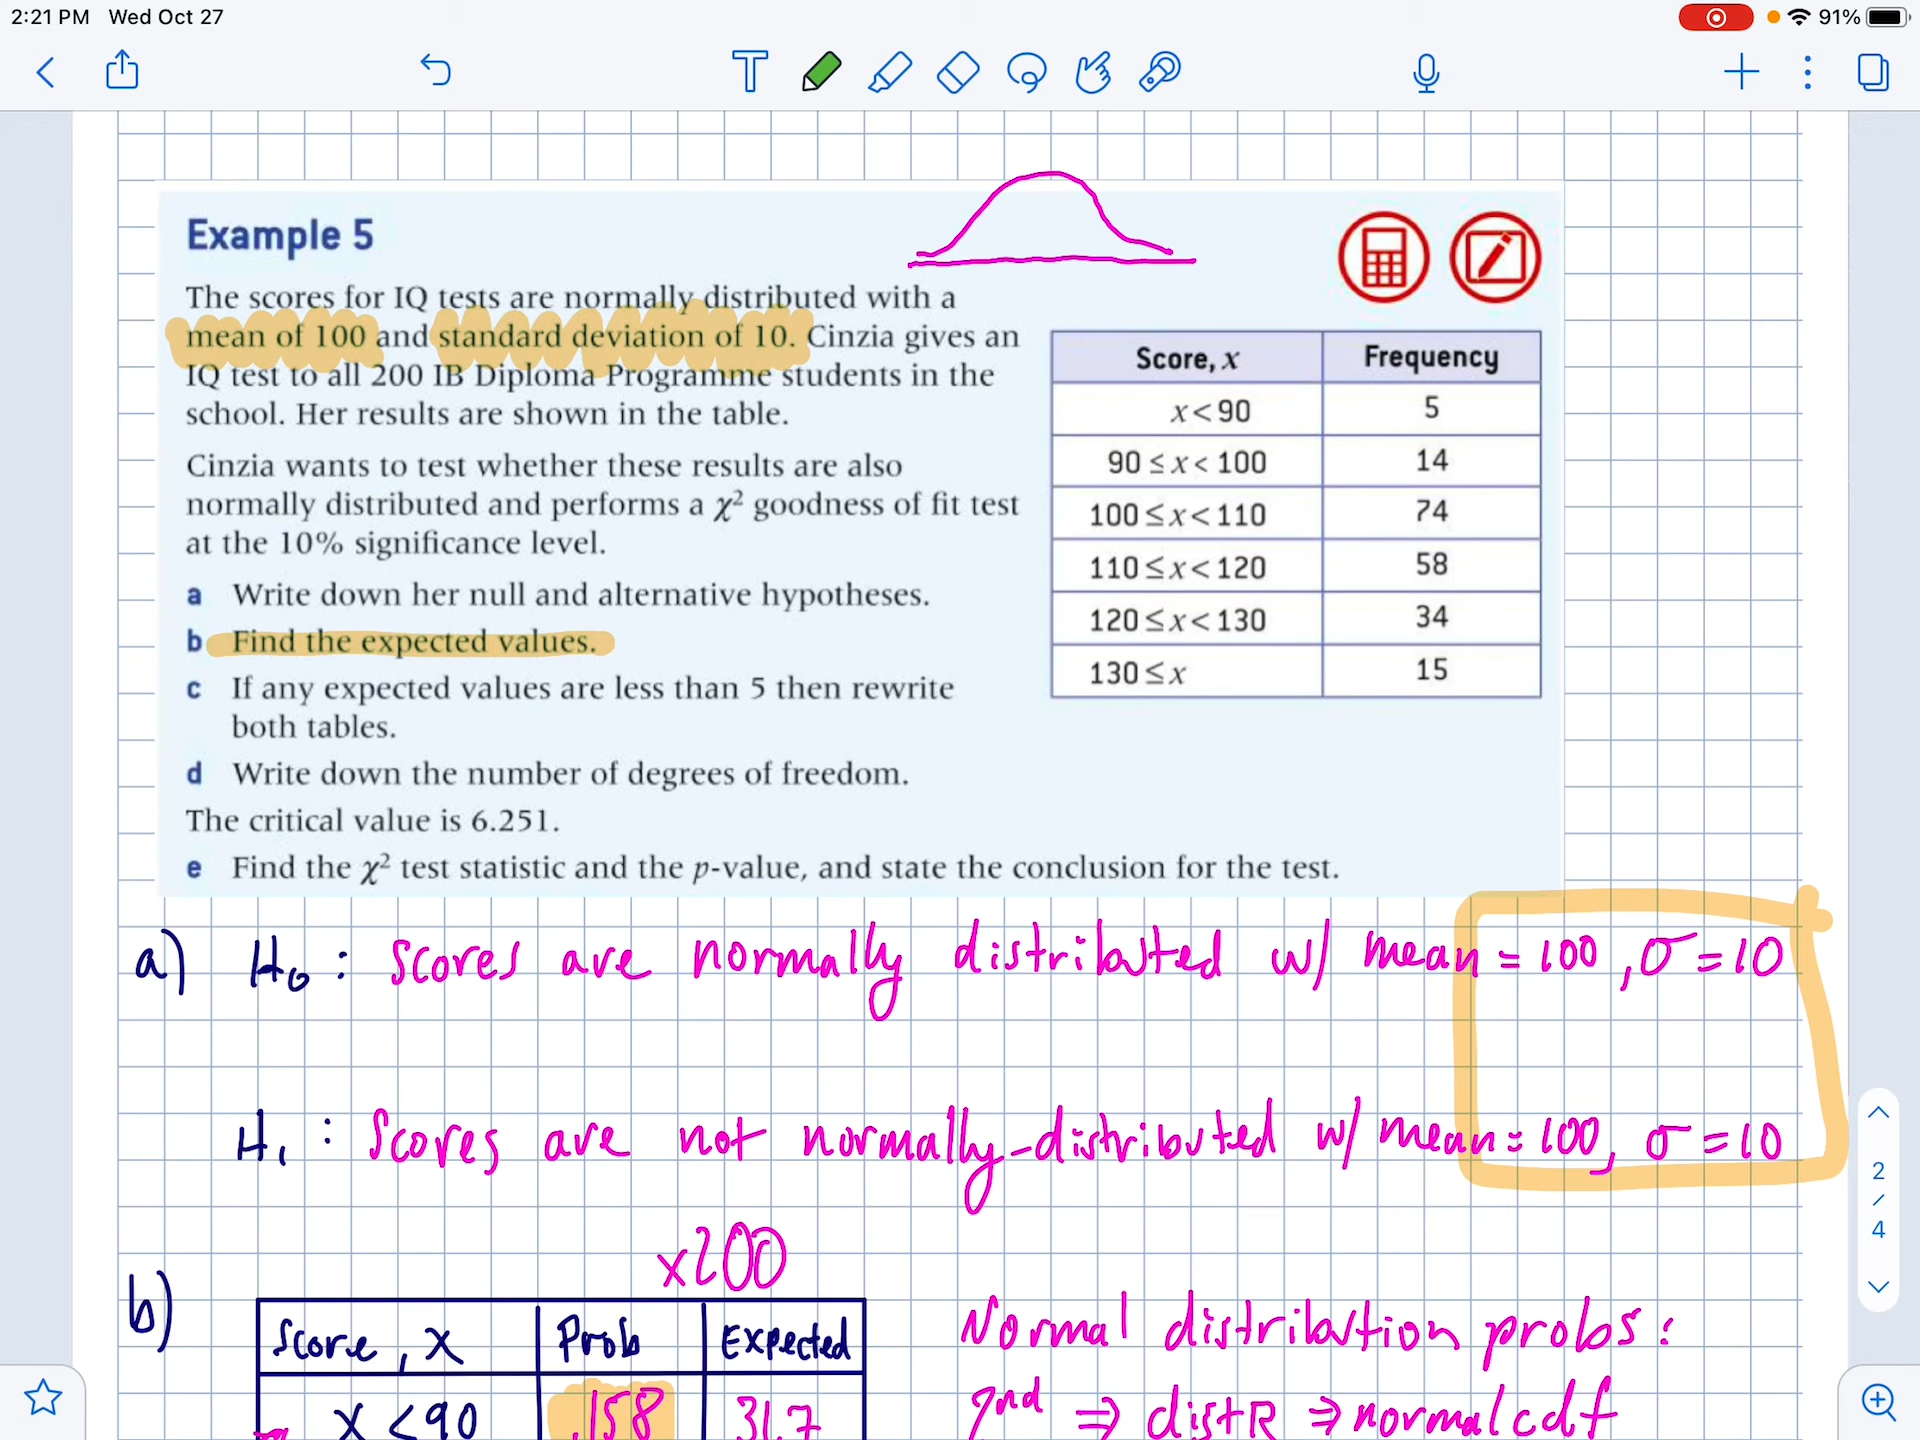 2:21 PM Wed Oct 27
91%
Example 5
The scores for IQ tests are normally distributed with a
mean of 100 and standard deviation of 10. Cinzia gives an
IQ test to all 200 IB Diploma Programme students in the
school. Her results are shown in the table.
Cinzia wants to test whether these results are also
normally distributed and performs a χ² goodness of fit test
at the 10% significance level.
a Write down her null and alternative hypotheses.
b Find the expected values.
c If any expected values are less than 5 then rewrite
both tables.
d Write down the number of degrees of freedom.
The critical value is 6.251.
e Find the χ² test statistic and the p-value, and state the conclusion for the test.
Score, x Frequency
x < 90 5
90 ≤ x < 100 14
100 ≤ x < 110 74
110 ≤ x < 120 58
120 ≤ x < 130 34
130 ≤ x 15
a) H₀ : Scores are normally distributed w/ mean = 100, σ = 10
H₁ : Scores are not normally-distributed w/ mean = 100, σ = 10
x200
b)
Score, x Prob Expected
x < 90 .158 31.7
Normal distribution probs:
2nd ⇒ distR ⇒ normalcdf
2
/
4